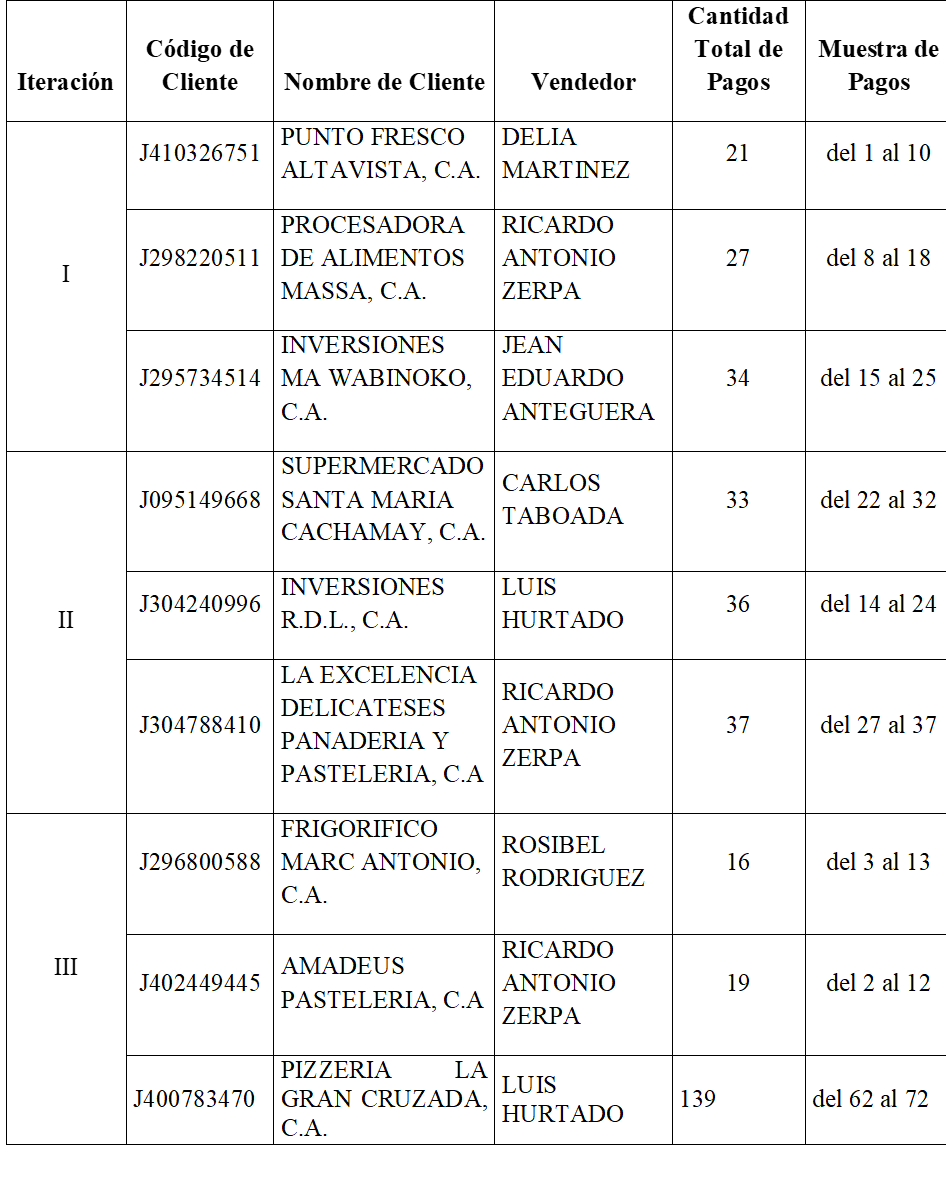 Iteración Código de Cliente Nombre de Cliente Vendedor Cantidad Total de Pagos Muestra de Pagos
I
J410326751
PUNTO FRESCO
ALTAVISTA, C.A.
DELIA
MARTINEZ
21
del 1 al 10
J298220511
PROCESADORA
DE ALIMENTOS
MASSA, C.A.
RICARDO
ANTONIO
ZERPA
27
del 8 al 18
J295734514
INVERSIONES
MA WABINOKO,
C.A.
JEAN
EDUARDO
ANTEGUERA
34
del 15 al 25
II
J095149668
SUPERMERCADO
SANTA MARIA
CACHAMAY, C.A.
CARLOS
TABOADA
33
del 22 al 32
J304240996
INVERSIONES
R.D.L., C.A.
LUIS
HURTADO
36
del 14 al 24
J304788410
LA EXCELENCIA
DELICATESES
PANADERIA Y
PASTELERIA, C.A
RICARDO
ANTONIO
ZERPA
37
del 27 al 37
III
J296800588
FRIGORIFICO
MARC ANTONIO,
C.A.
ROSIBEL
RODRIGUEZ
16
del 3 al 13
J402449445
AMADEUS
PASTELERIA, C.A
RICARDO
ANTONIO
ZERPA
19
del 2 al 12
J400783470
PIZZERIA LA
GRAN CRUZADA,
C.A.
LUIS
HURTADO
139
del 62 al 72